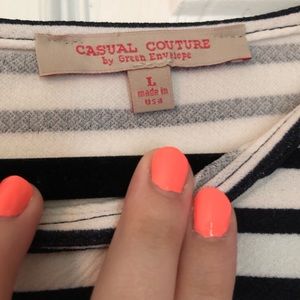 CASUAL COUTURE
by Green Envelope
L
made in
USA